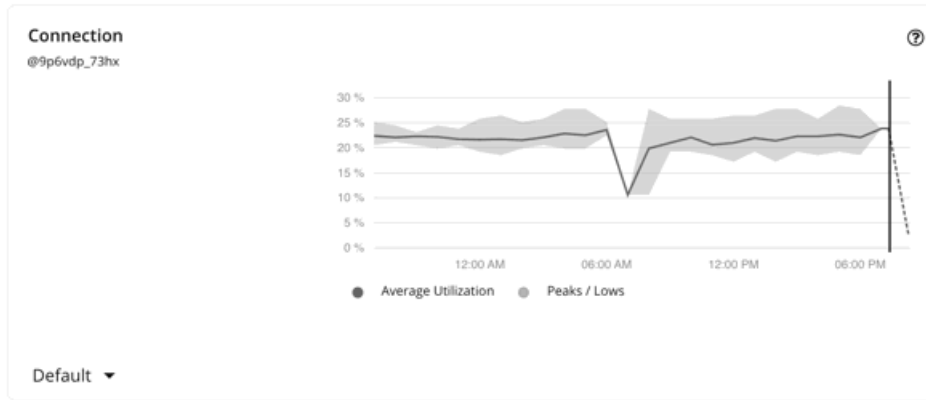 Connection
@9p6vdp_73hx
30 %
25 %
20 %
15 %
10 %
5 %
0 %
12:00 AM 06:00 AM 12:00 PM 06:00 PM
Average Utilization Peaks / Lows
Default